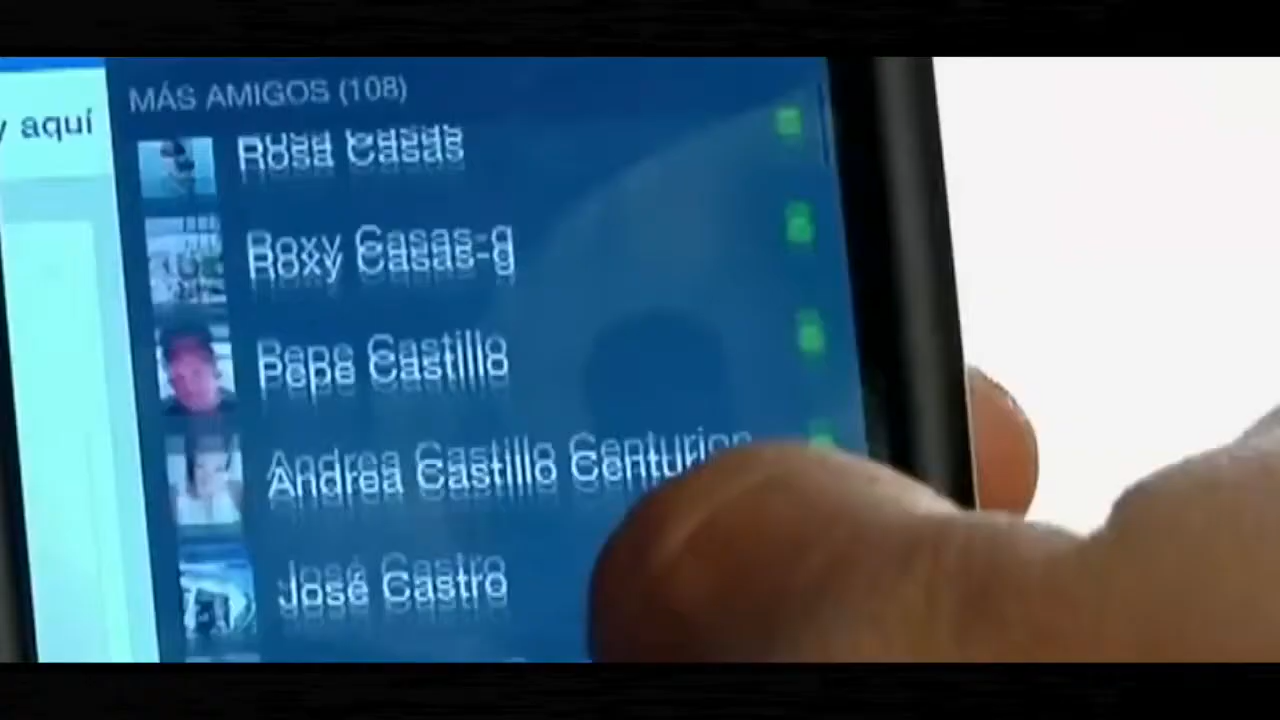 MÁS AMIGOS (108)
y aquí
Rosa Casas
Roxy Casas-g
Pepe Castillo
Andrea Castillo Centurion
José Castro